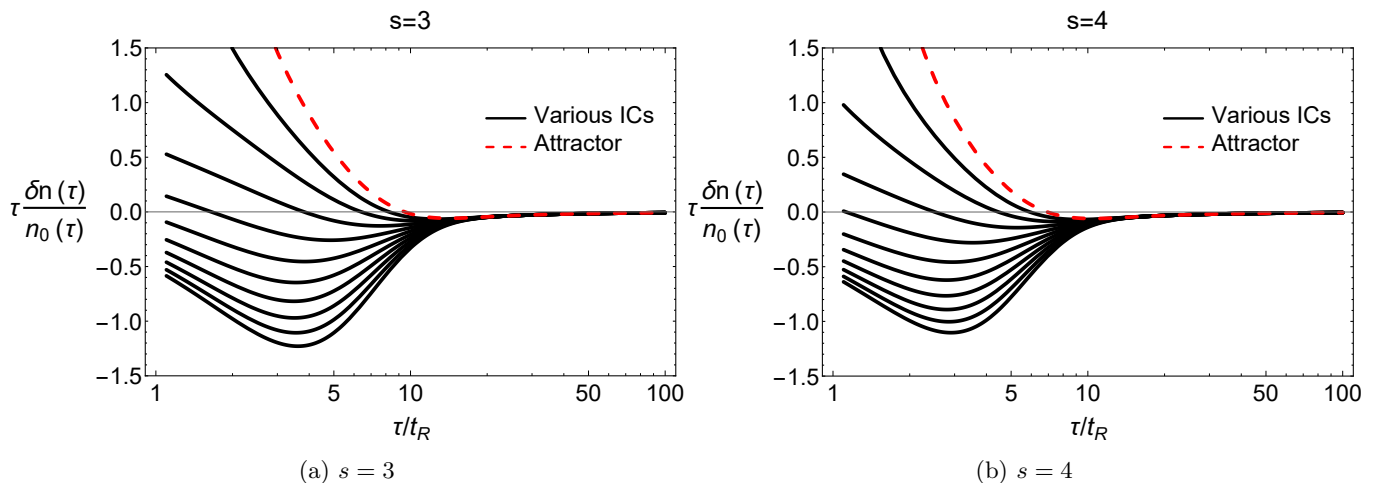 s=3
1.5
1.0
0.5
0.0
−0.5
−1.0
−1.5
τ δn(τ) / n₀(τ)
Various ICs
Attractor
1 5 10 50 100
τ/t_R
(a) s = 3
s=4
1.5
1.0
0.5
0.0
−0.5
−1.0
−1.5
τ δn(τ) / n₀(τ)
Various ICs
Attractor
1 5 10 50 100
τ/t_R
(b) s = 4